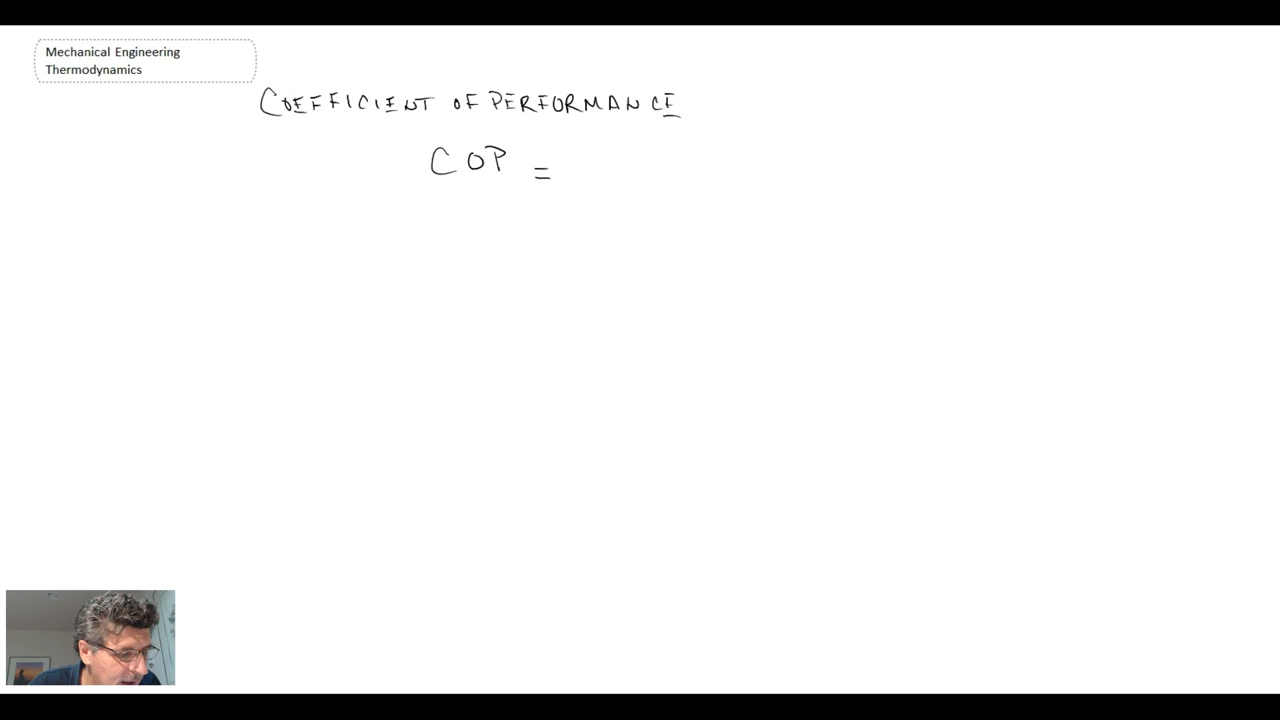 Mechanical Engineering
Thermodynamics
COEFFICIENT OF PERFORMANCE
COP =